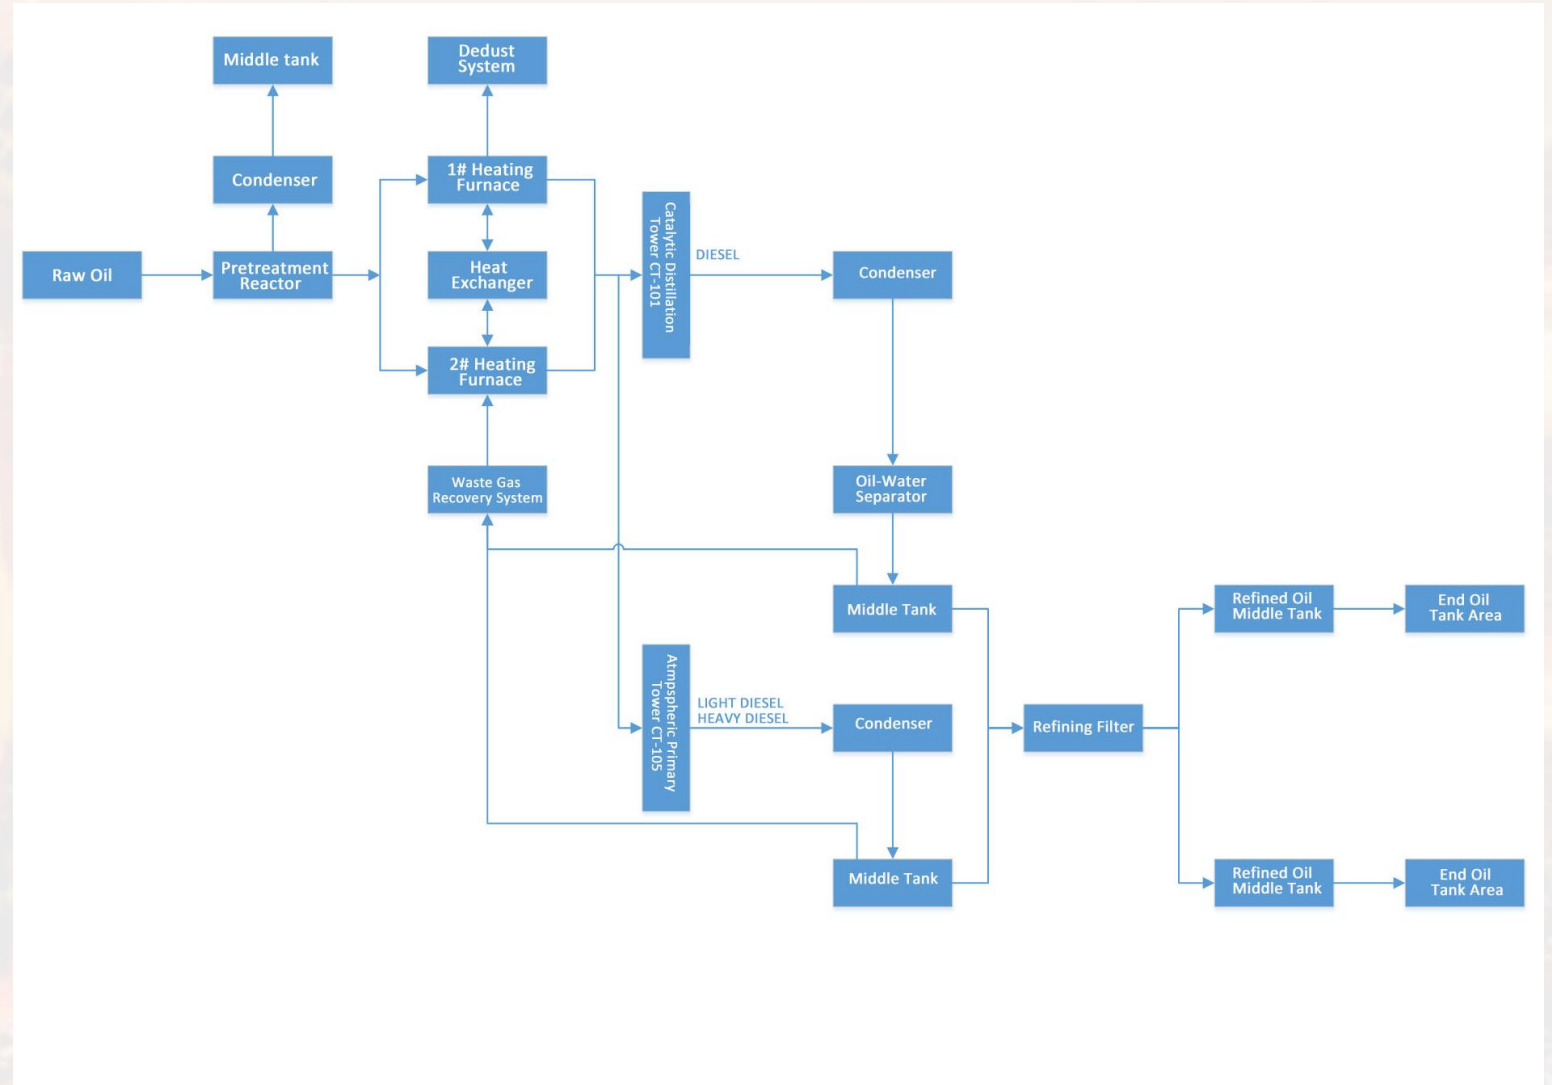 Middle tank
Dedust
System
Condenser
1# Heating
Furnace
Raw Oil
Pretreatment
Reactor
Heat
Exchanger
Catalytic Distillation
Tower CT-101
DIESEL
Condenser
2# Heating
Furnace
Waste Gas
Recovery System
Oil-Water
Separator
Middle Tank
Refined Oil
Middle Tank
End Oil
Tank Area
Atmpspheric Primary
Tower CT-105
LIGHT DIESEL
HEAVY DIESEL
Condenser
Refining Filter
Middle Tank
Refined Oil
Middle Tank
End Oil
Tank Area